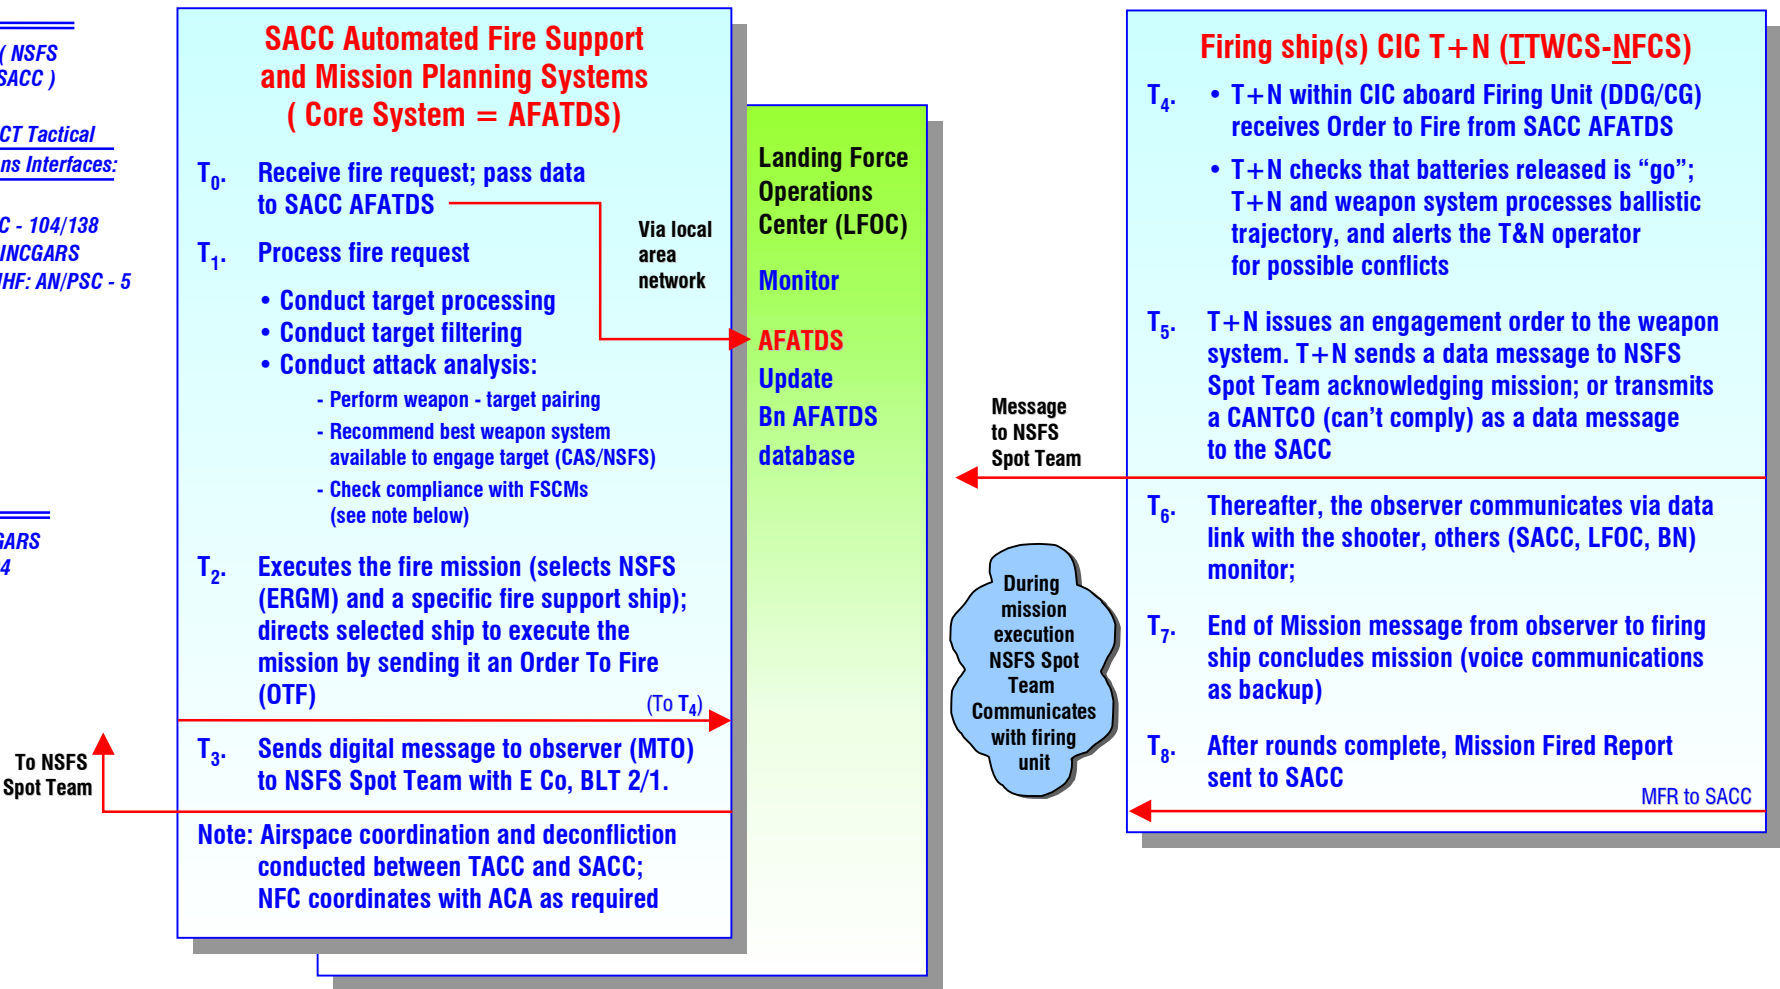 ( NSFS
SACC )
CT Tactical
ns Interfaces:
C - 104/138
INCGARS
HF: AN/PSC - 5
GARS
4
To NSFS
Spot Team
SACC Automated Fire Support
and Mission Planning Systems
( Core System = AFATDS)
T0. Receive fire request; pass data
to SACC AFATDS
T1. Process fire request
• Conduct target processing
• Conduct target filtering
• Conduct attack analysis:
- Perform weapon - target pairing
- Recommend best weapon system
available to engage target (CAS/NSFS)
- Check compliance with FSCMs
(see note below)
T2. Executes the fire mission (selects NSFS
(ERGM) and a specific fire support ship);
directs selected ship to execute the
mission by sending it an Order To Fire
(OTF)
(To T4)
T3. Sends digital message to observer (MTO)
to NSFS Spot Team with E Co, BLT 2/1.
Note: Airspace coordination and deconfliction
conducted between TACC and SACC;
NFC coordinates with ACA as required
Via local
area
network
Landing Force
Operations
Center (LFOC)
Monitor
AFATDS
Update
Bn AFATDS
database
Message
to NSFS
Spot Team
During
mission
execution
NSFS Spot
Team
Communicates
with firing
unit
Firing ship(s) CIC T+N (TTWCS-NFCS)
T4. • T+N within CIC aboard Firing Unit (DDG/CG)
receives Order to Fire from SACC AFATDS
• T+N checks that batteries released is “go”;
T+N and weapon system processes ballistic
trajectory, and alerts the T&N operator
for possible conflicts
T5. T+N issues an engagement order to the weapon
system. T+N sends a data message to NSFS
Spot Team acknowledging mission; or transmits
a CANTCO (can’t comply) as a data message
to the SACC
T6. Thereafter, the observer communicates via data
link with the shooter, others (SACC, LFOC, BN)
monitor;
T7. End of Mission message from observer to firing
ship concludes mission (voice communications
as backup)
T8. After rounds complete, Mission Fired Report
sent to SACC
MFR to SACC